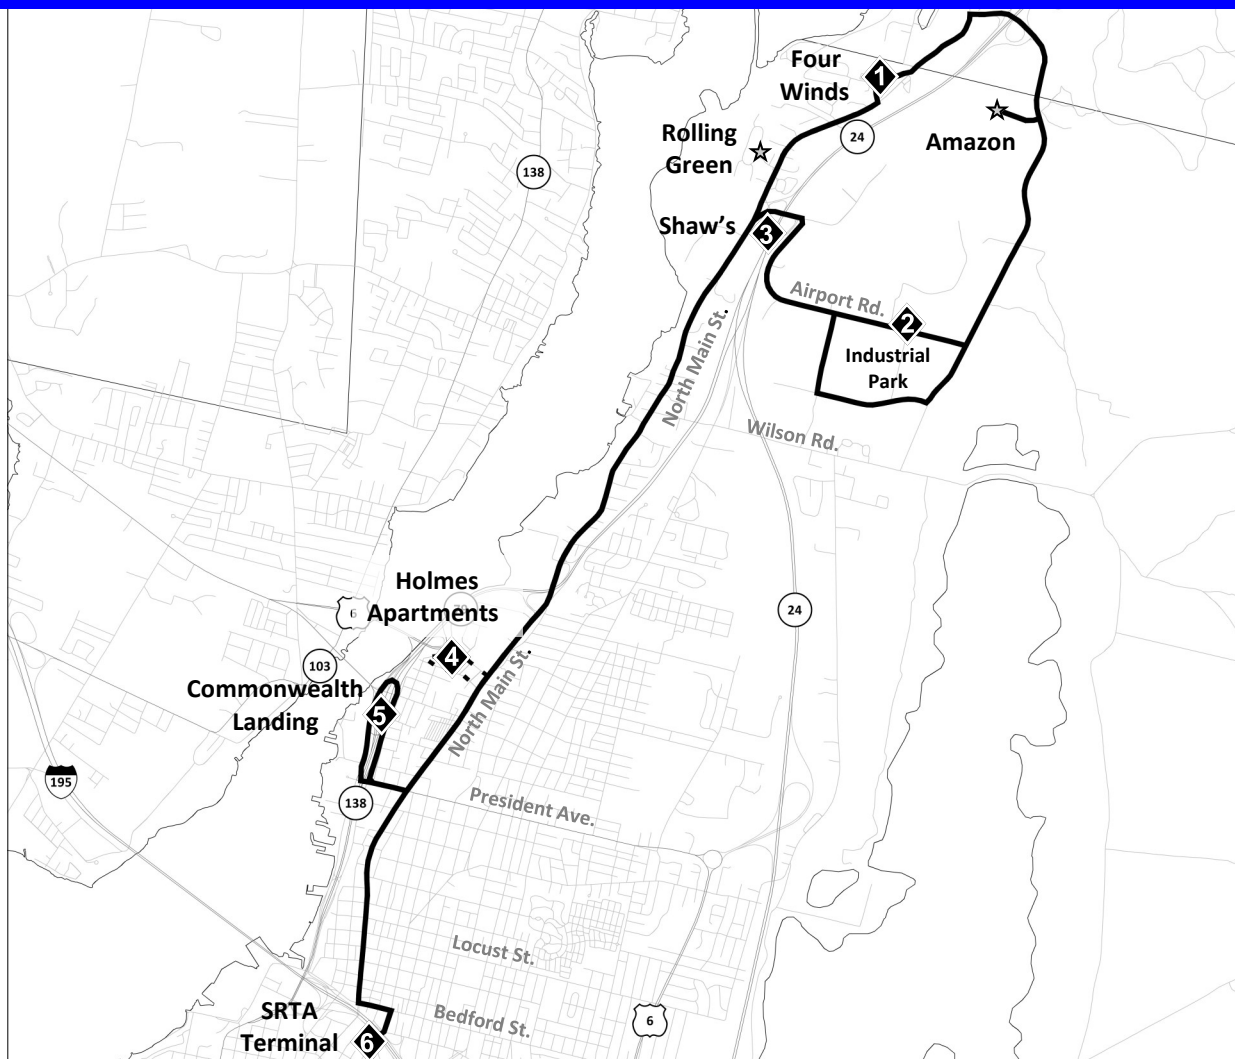 Four
Winds
1
24
Amazon
Rolling
Green
138
Shaw's
3
Airport Rd.
2
Industrial
Park
North Main St.
Wilson Rd.
Holmes
Apartments
6
79
24
4
103
Commonwealth
Landing
5
North Main St.
195
138
President Ave.
Locust St.
SRTA
Terminal
6
Bedford St.
6